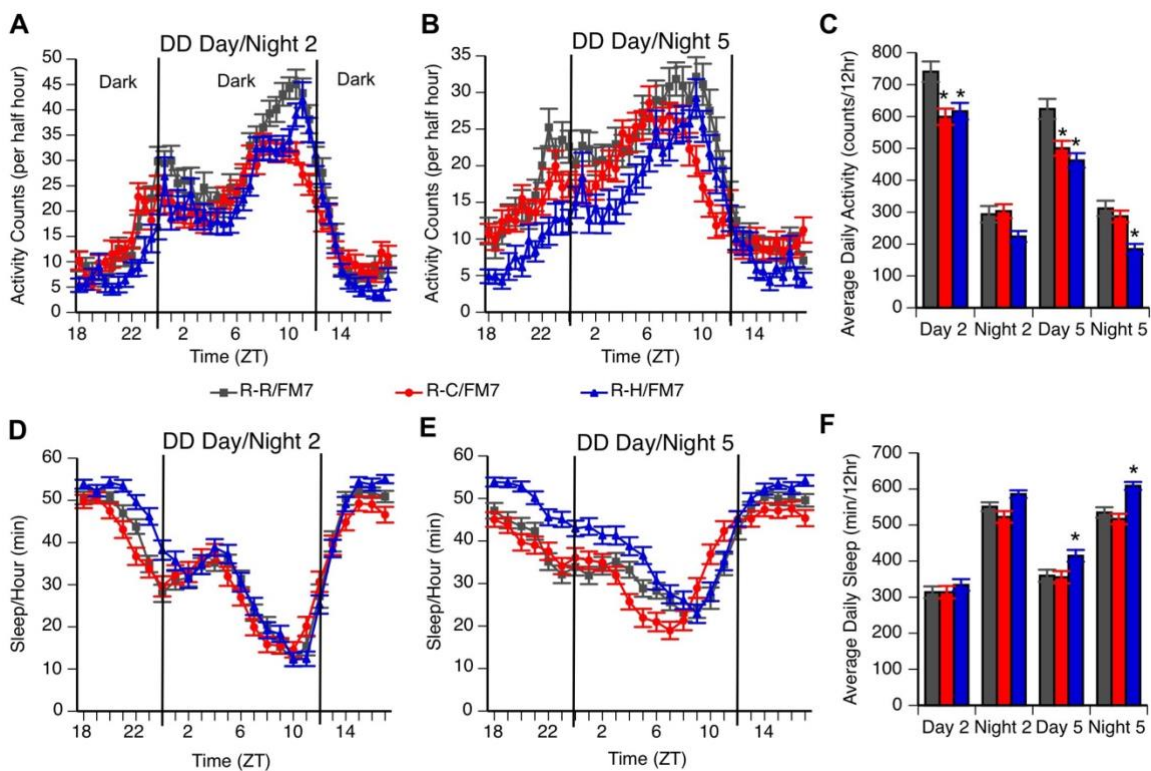 A
DD Day/Night 2
Dark
Dark
Dark
Activity Counts (per half hour)
50
45
40
35
30
25
20
15
10
5
0
18
22
2
6
10
14
Time (ZT)
B
DD Day/Night 5
Activity Counts (per half hour)
35
30
25
20
15
10
5
0
18
22
2
6
10
14
Time (ZT)
C
Average Daily Activity (counts/12hr)
800
700
600
500
400
300
200
100
0
* * * * *
Day 2 Night 2 Day 5 Night 5
R-R/FM7 R-C/FM7 R-H/FM7
D
DD Day/Night 2
Sleep/Hour (min)
60
50
40
30
20
10
0
18
22
2
6
10
14
Time (ZT)
E
DD Day/Night 5
Sleep/Hour (min)
60
50
40
30
20
10
0
18
22
2
6
10
14
Time (ZT)
F
Average Daily Sleep (min/12hr)
700
600
500
400
300
200
100
0
* *
Day 2 Night 2 Day 5 Night 5